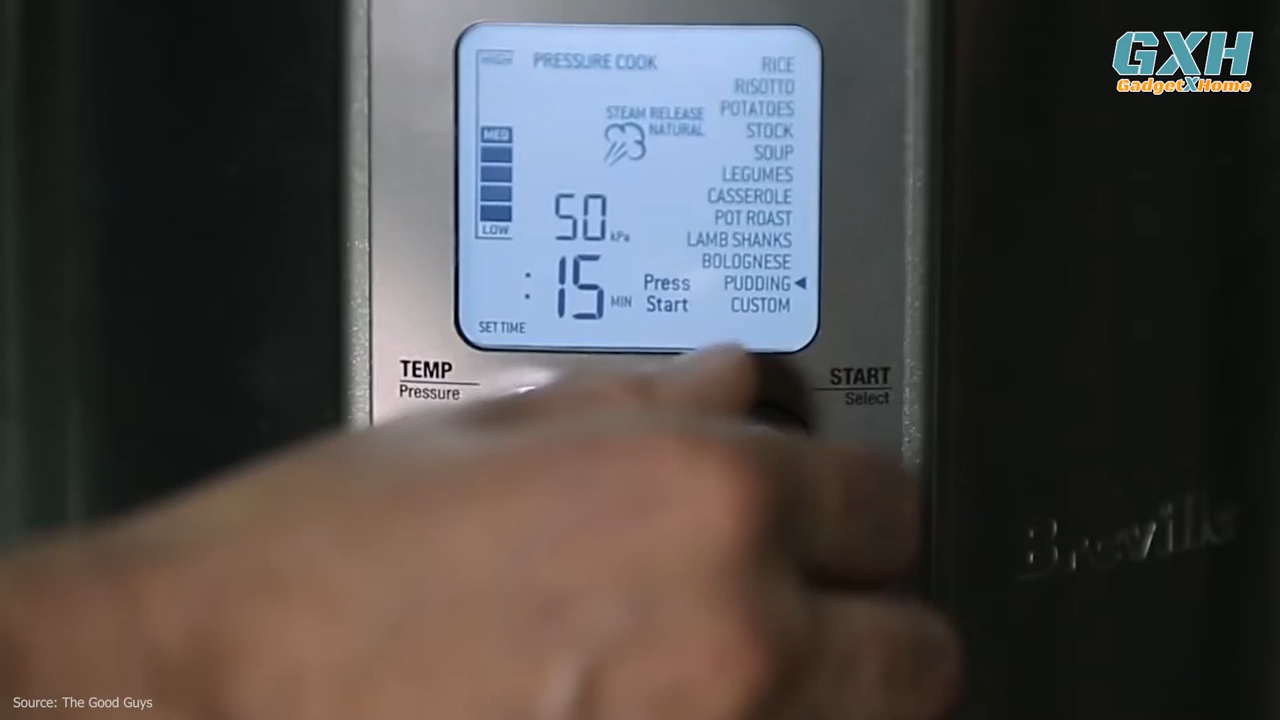 GXH
GadgetXHome
HIGH
PRESSURE COOK
RICE
RISOTTO
STEAM RELEASE
NATURAL
POTATOES
STOCK
MED
SOUP
LEGUMES
CASSEROLE
50 kPa
POT ROAST
LOW
LAMB SHANKS
BOLOGNESE
:15 MIN
Press
Start
PUDDING
CUSTOM
SET TIME
TEMP
Pressure
START
Select
Breville
Source: The Good Guys